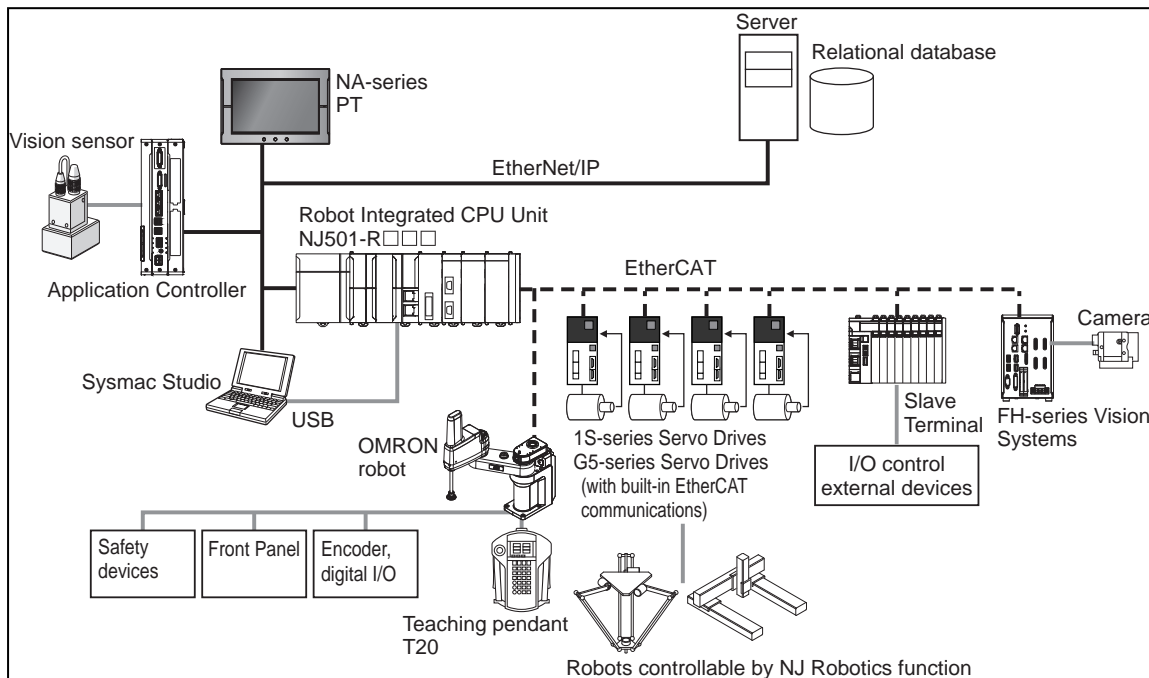 Server
Relational database
NA-series
PT
Vision sensor
EtherNet/IP
Robot Integrated CPU Unit
NJ501-R□□□
Application Controller
EtherCAT
Camera
Sysmac Studio
USB
Slave
Terminal
FH-series Vision
Systems
OMRON
robot
1S-series Servo Drives
G5-series Servo Drives
(with built-in EtherCAT
communications)
I/O control
external devices
Safety
devices
Front Panel
Encoder,
digital I/O
Teaching pendant
T20
Robots controllable by NJ Robotics function